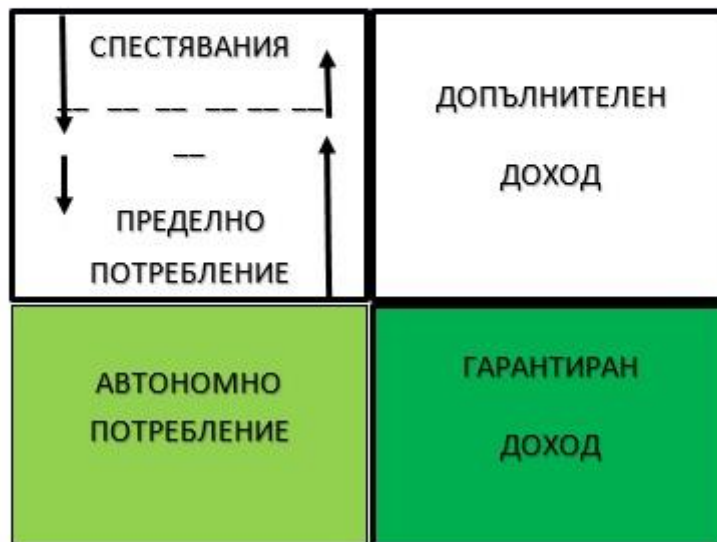 СПЕСТЯВАНИЯ
ПРЕДЕЛНО
ПОТРЕБЛЕНИЕ
ДОПЪЛНИТЕЛЕН
ДОХОД
АВТОНОМНО
ПОТРЕБЛЕНИЕ
ГАРАНТИРАН
ДОХОД